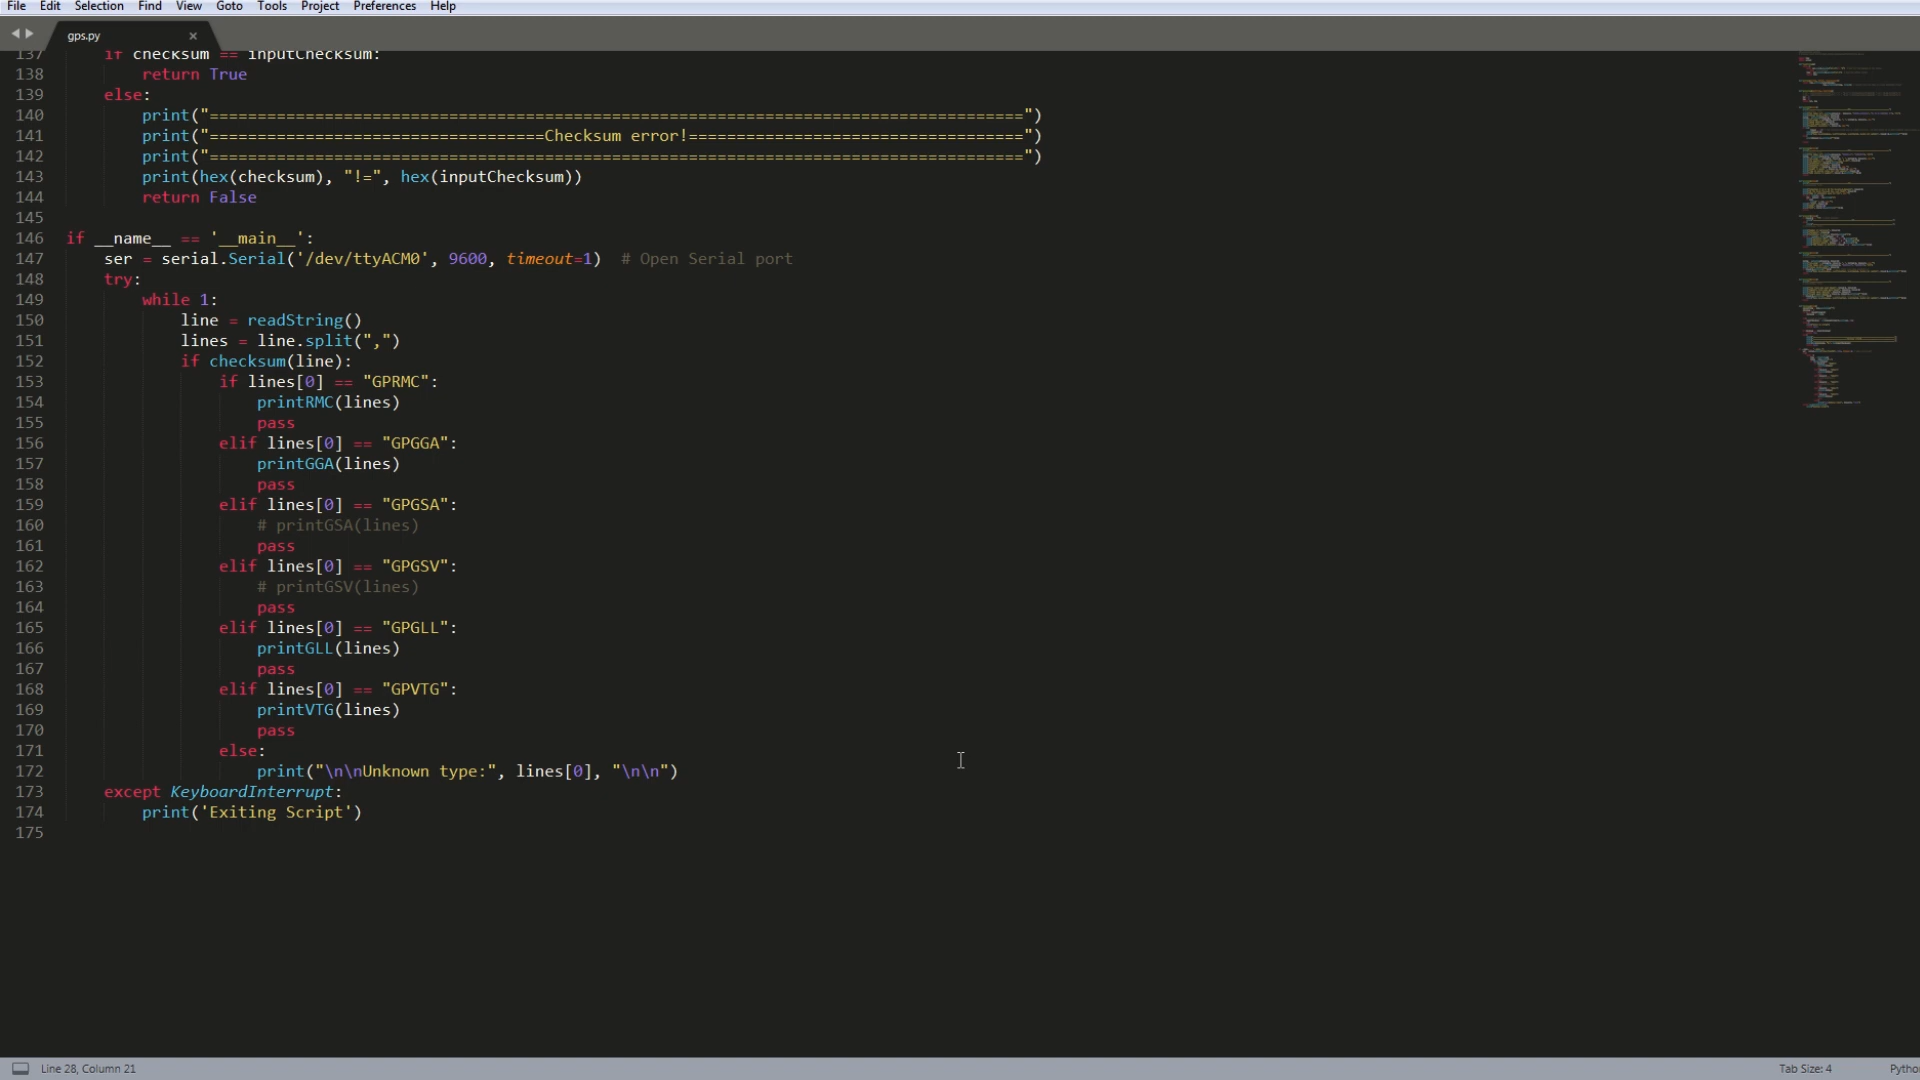 File Edit Selection Find View Goto Tools Project Preferences Help
gps.py
137 if checksum == inputChecksum:
138 return True
139 else:
140 print("=====================================================================================")
141 print("===================================Checksum error!===================================")
142 print("=====================================================================================")
143 print(hex(checksum), "!=", hex(inputChecksum))
144 return False
145
146 if __name__ == '__main__':
147 ser = serial.Serial('/dev/ttyACM0', 9600, timeout=1)  # Open Serial port
148 try:
149 while 1:
150 line = readString()
151 lines = line.split(",")
152 if checksum(line):
153 if lines[0] == "GPRMC":
154 printRMC(lines)
155 pass
156 elif lines[0] == "GPGGA":
157 printGGA(lines)
158 pass
159 elif lines[0] == "GPGSA":
160 # printGSA(lines)
161 pass
162 elif lines[0] == "GPGSV":
163 # printGSV(lines)
164 pass
165 elif lines[0] == "GPGLL":
166 printGLL(lines)
167 pass
168 elif lines[0] == "GPVTG":
169 printVTG(lines)
170 pass
171 else:
172 print("\n\nUnknown type:", lines[0], "\n\n")
173 except KeyboardInterrupt:
174 print('Exiting Script')
175
Line 28, Column 21 Tab Size: 4 Pytho